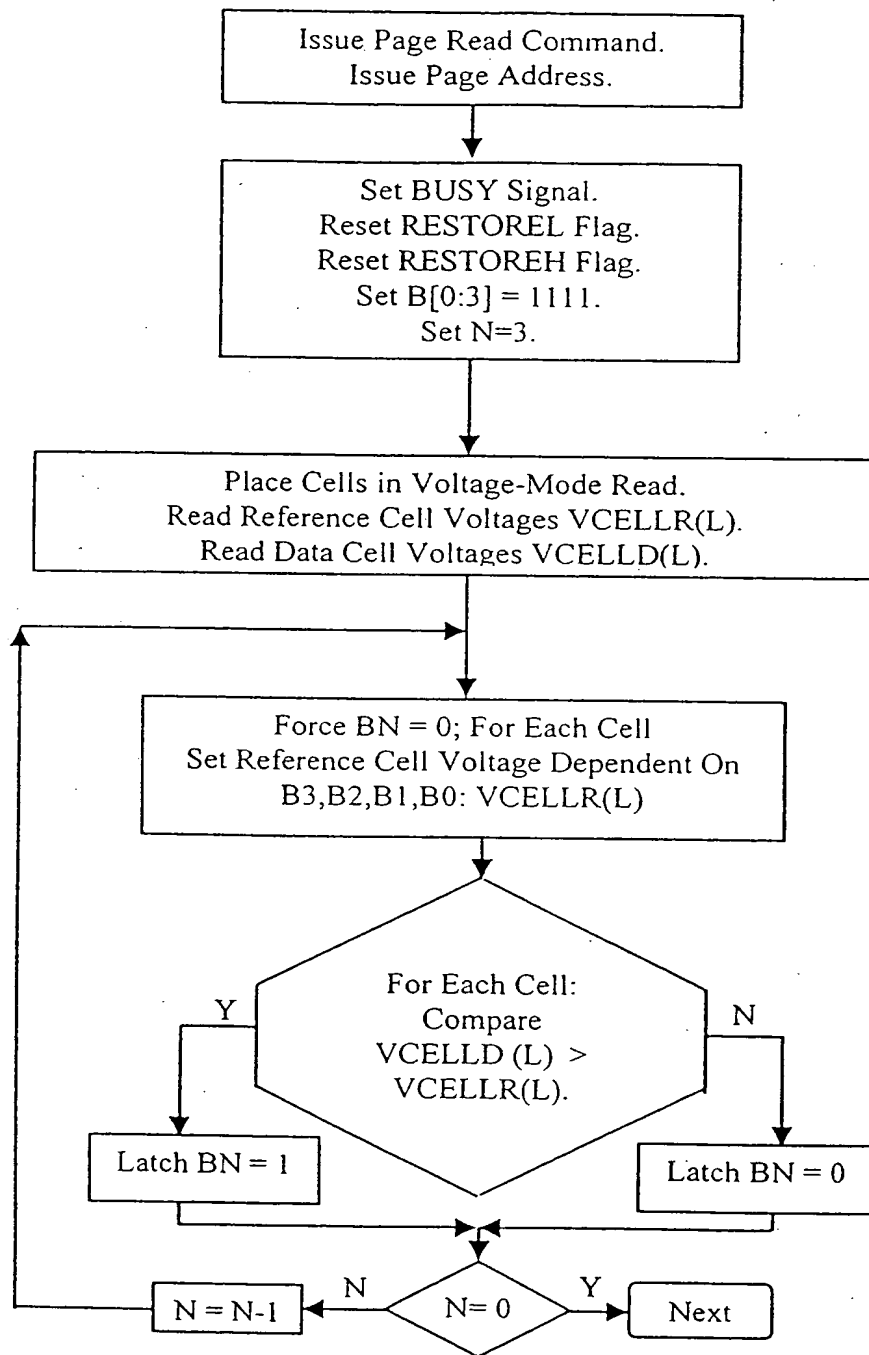 Issue Page Read Command.
Issue Page Address.
Set BUSY Signal.
Reset RESTOREL Flag.
Reset RESTOREH Flag.
Set B[0:3] = 1111.
Set N=3.
Place Cells in Voltage-Mode Read.
Read Reference Cell Voltages VCELLR(L).
Read Data Cell Voltages VCELLD(L).
Force BN = 0; For Each Cell
Set Reference Cell Voltage Dependent On
B3,B2,B1,B0: VCELLR(L)
For Each Cell:
Compare
VCELLD (L) >
VCELLR(L).
Y
N
Latch BN = 1
Latch BN = 0
N = N-1
N
N= 0
Y
Next